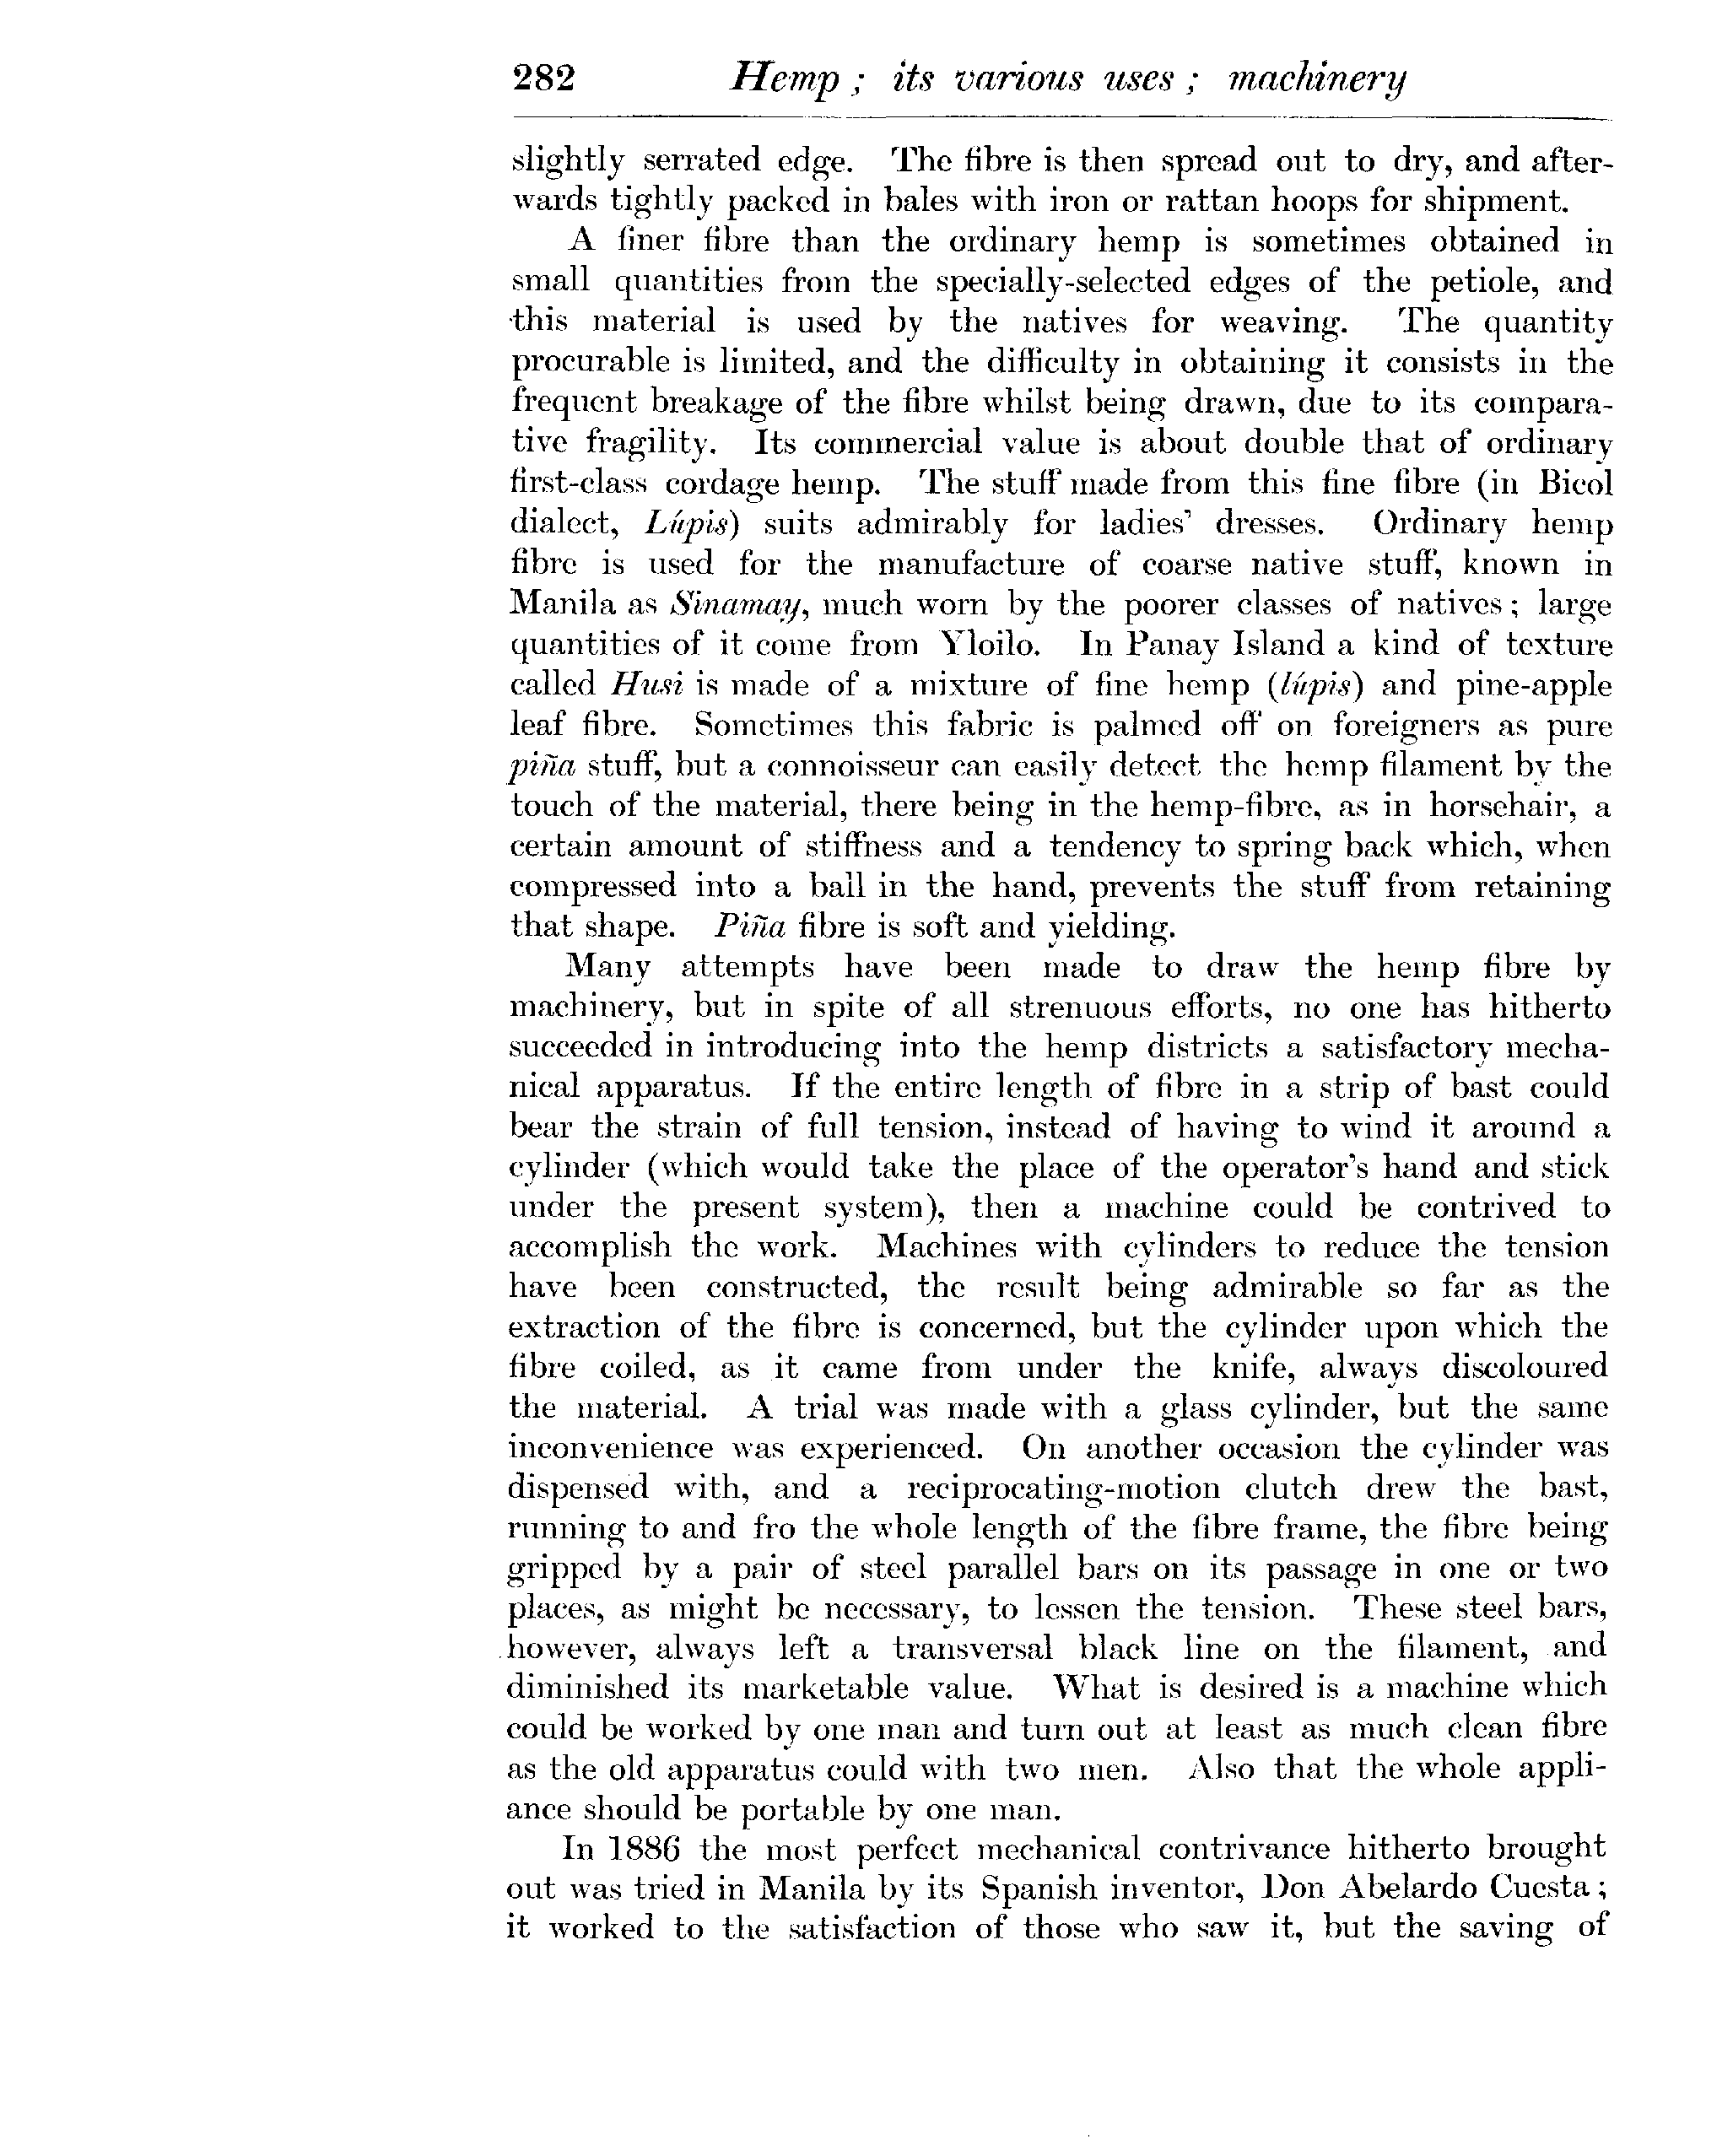 282 Hemp ; its various uses ; machinery
slightly serrated edge. The fibre is then spread out to dry, and after-
wards tightly packed in bales with iron or rattan hoops for shipment.
A finer fibre than the ordinary hemp is sometimes obtained in
small quantities from the specially-selected edges of the petiole, and
this material is used by the natives for weaving. The quantity
procurable is limited, and the difficulty in obtaining it consists in the
frequent breakage of the fibre whilst being drawn, due to its compara-
tive fragility. Its commercial value is about double that of ordinary
first-class cordage hemp. The stuff made from this fine fibre (in Bicol
dialect, Lúpis) suits admirably for ladies' dresses. Ordinary hemp
fibre is used for the manufacture of coarse native stuff, known in
Manila as Sinamay, much worn by the poorer classes of natives ; large
quantities of it come from Yloilo. In Panay Island a kind of texture
called Husi is made of a mixture of fine hemp (lúpis) and pine-apple
leaf fibre. Sometimes this fabric is palmed off on foreigners as pure
piña stuff, but a connoisseur can easily detect the hemp filament by the
touch of the material, there being in the hemp-fibre, as in horsehair, a
certain amount of stiffness and a tendency to spring back which, when
compressed into a ball in the hand, prevents the stuff from retaining
that shape. Piña fibre is soft and yielding.
Many attempts have been made to draw the hemp fibre by
machinery, but in spite of all strenuous efforts, no one has hitherto
succeeded in introducing into the hemp districts a satisfactory mecha-
nical apparatus. If the entire length of fibre in a strip of bast could
bear the strain of full tension, instead of having to wind it around a
cylinder (which would take the place of the operator's hand and stick
under the present system), then a machine could be contrived to
accomplish the work. Machines with cylinders to reduce the tension
have been constructed, the result being admirable so far as the
extraction of the fibre is concerned, but the cylinder upon which the
fibre coiled, as it came from under the knife, always discoloured
the material. A trial was made with a glass cylinder, but the same
inconvenience was experienced. On another occasion the cylinder was
dispensed with, and a reciprocating-motion clutch drew the bast,
running to and fro the whole length of the fibre frame, the fibre being
gripped by a pair of steel parallel bars on its passage in one or two
places, as might be necessary, to lessen the tension. These steel bars,
however, always left a transversal black line on the filament, and
diminished its marketable value. What is desired is a machine which
could be worked by one man and turn out at least as much clean fibre
as the old apparatus could with two men. Also that the whole appli-
ance should be portable by one man.
In 1886 the most perfect mechanical contrivance hitherto brought
out was tried in Manila by its Spanish inventor, Don Abelardo Cuesta ;
it worked to the satisfaction of those who saw it, but the saving of